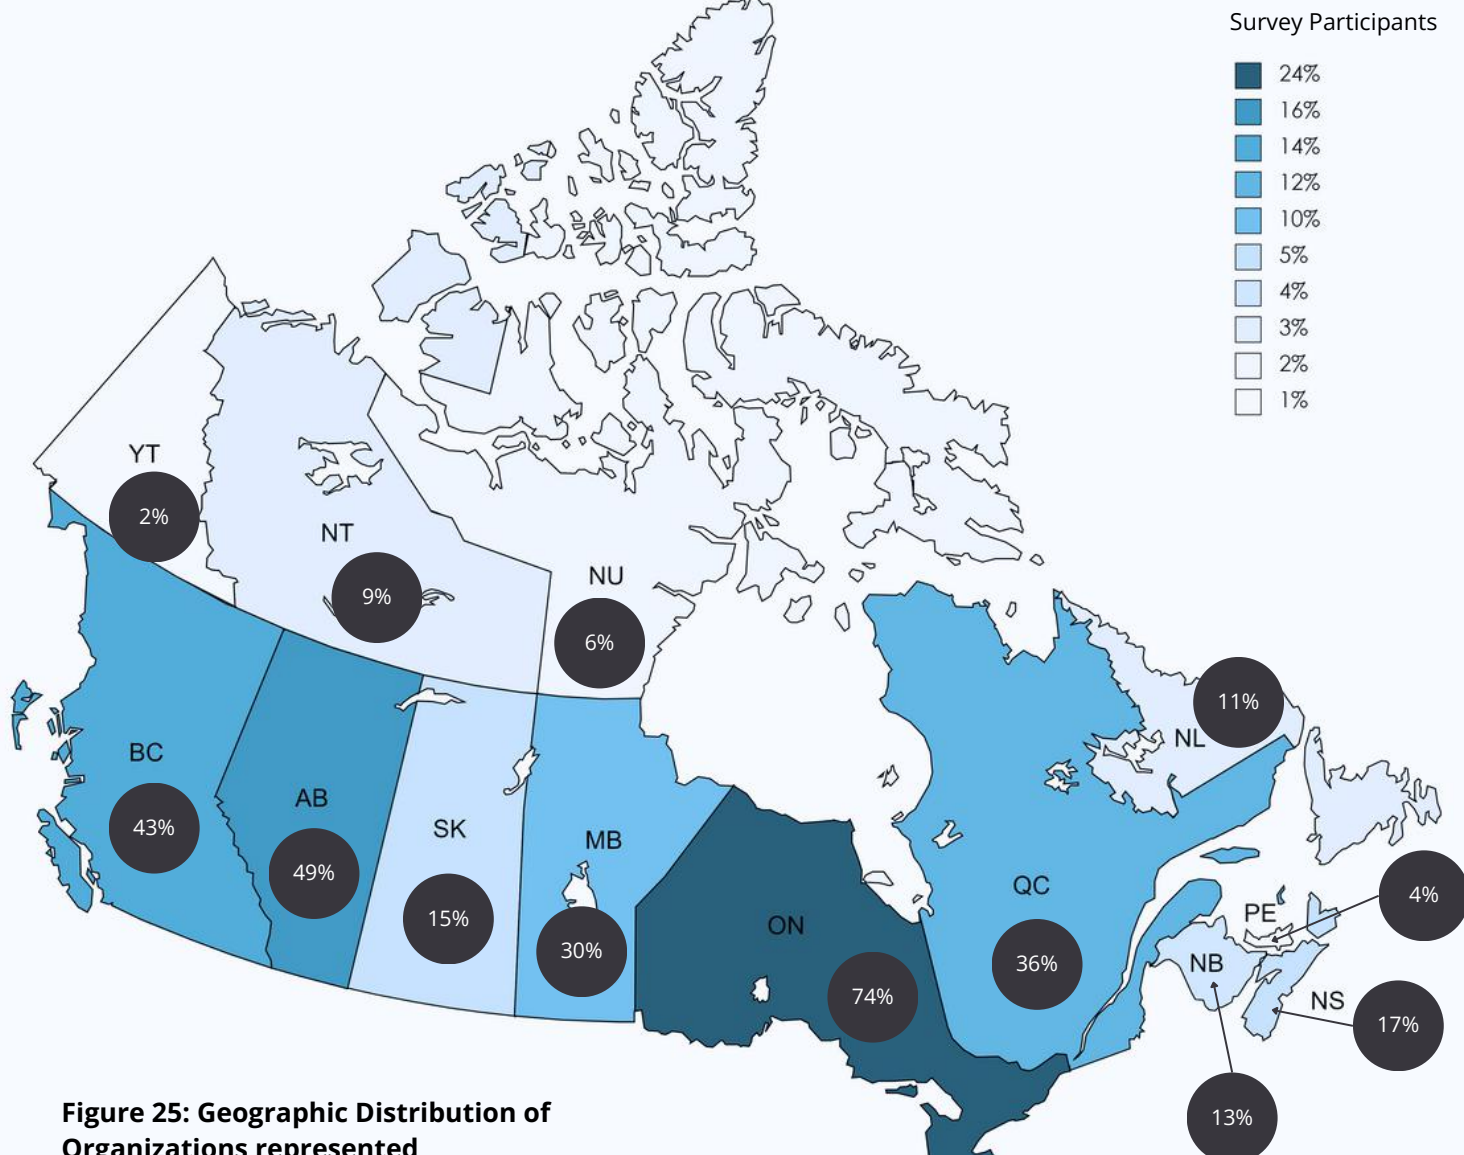 Survey Participants
24%
16%
14%
12%
10%
5%
4%
3%
2%
1%
YT
2%
NT
9%
NU
6%
11%
NL
BC
43%
AB
49%
SK
15%
MB
30%
ON
74%
QC
36%
4%
PE
NB
NS
17%
13%
Figure 25: Geographic Distribution of
Organizations represented